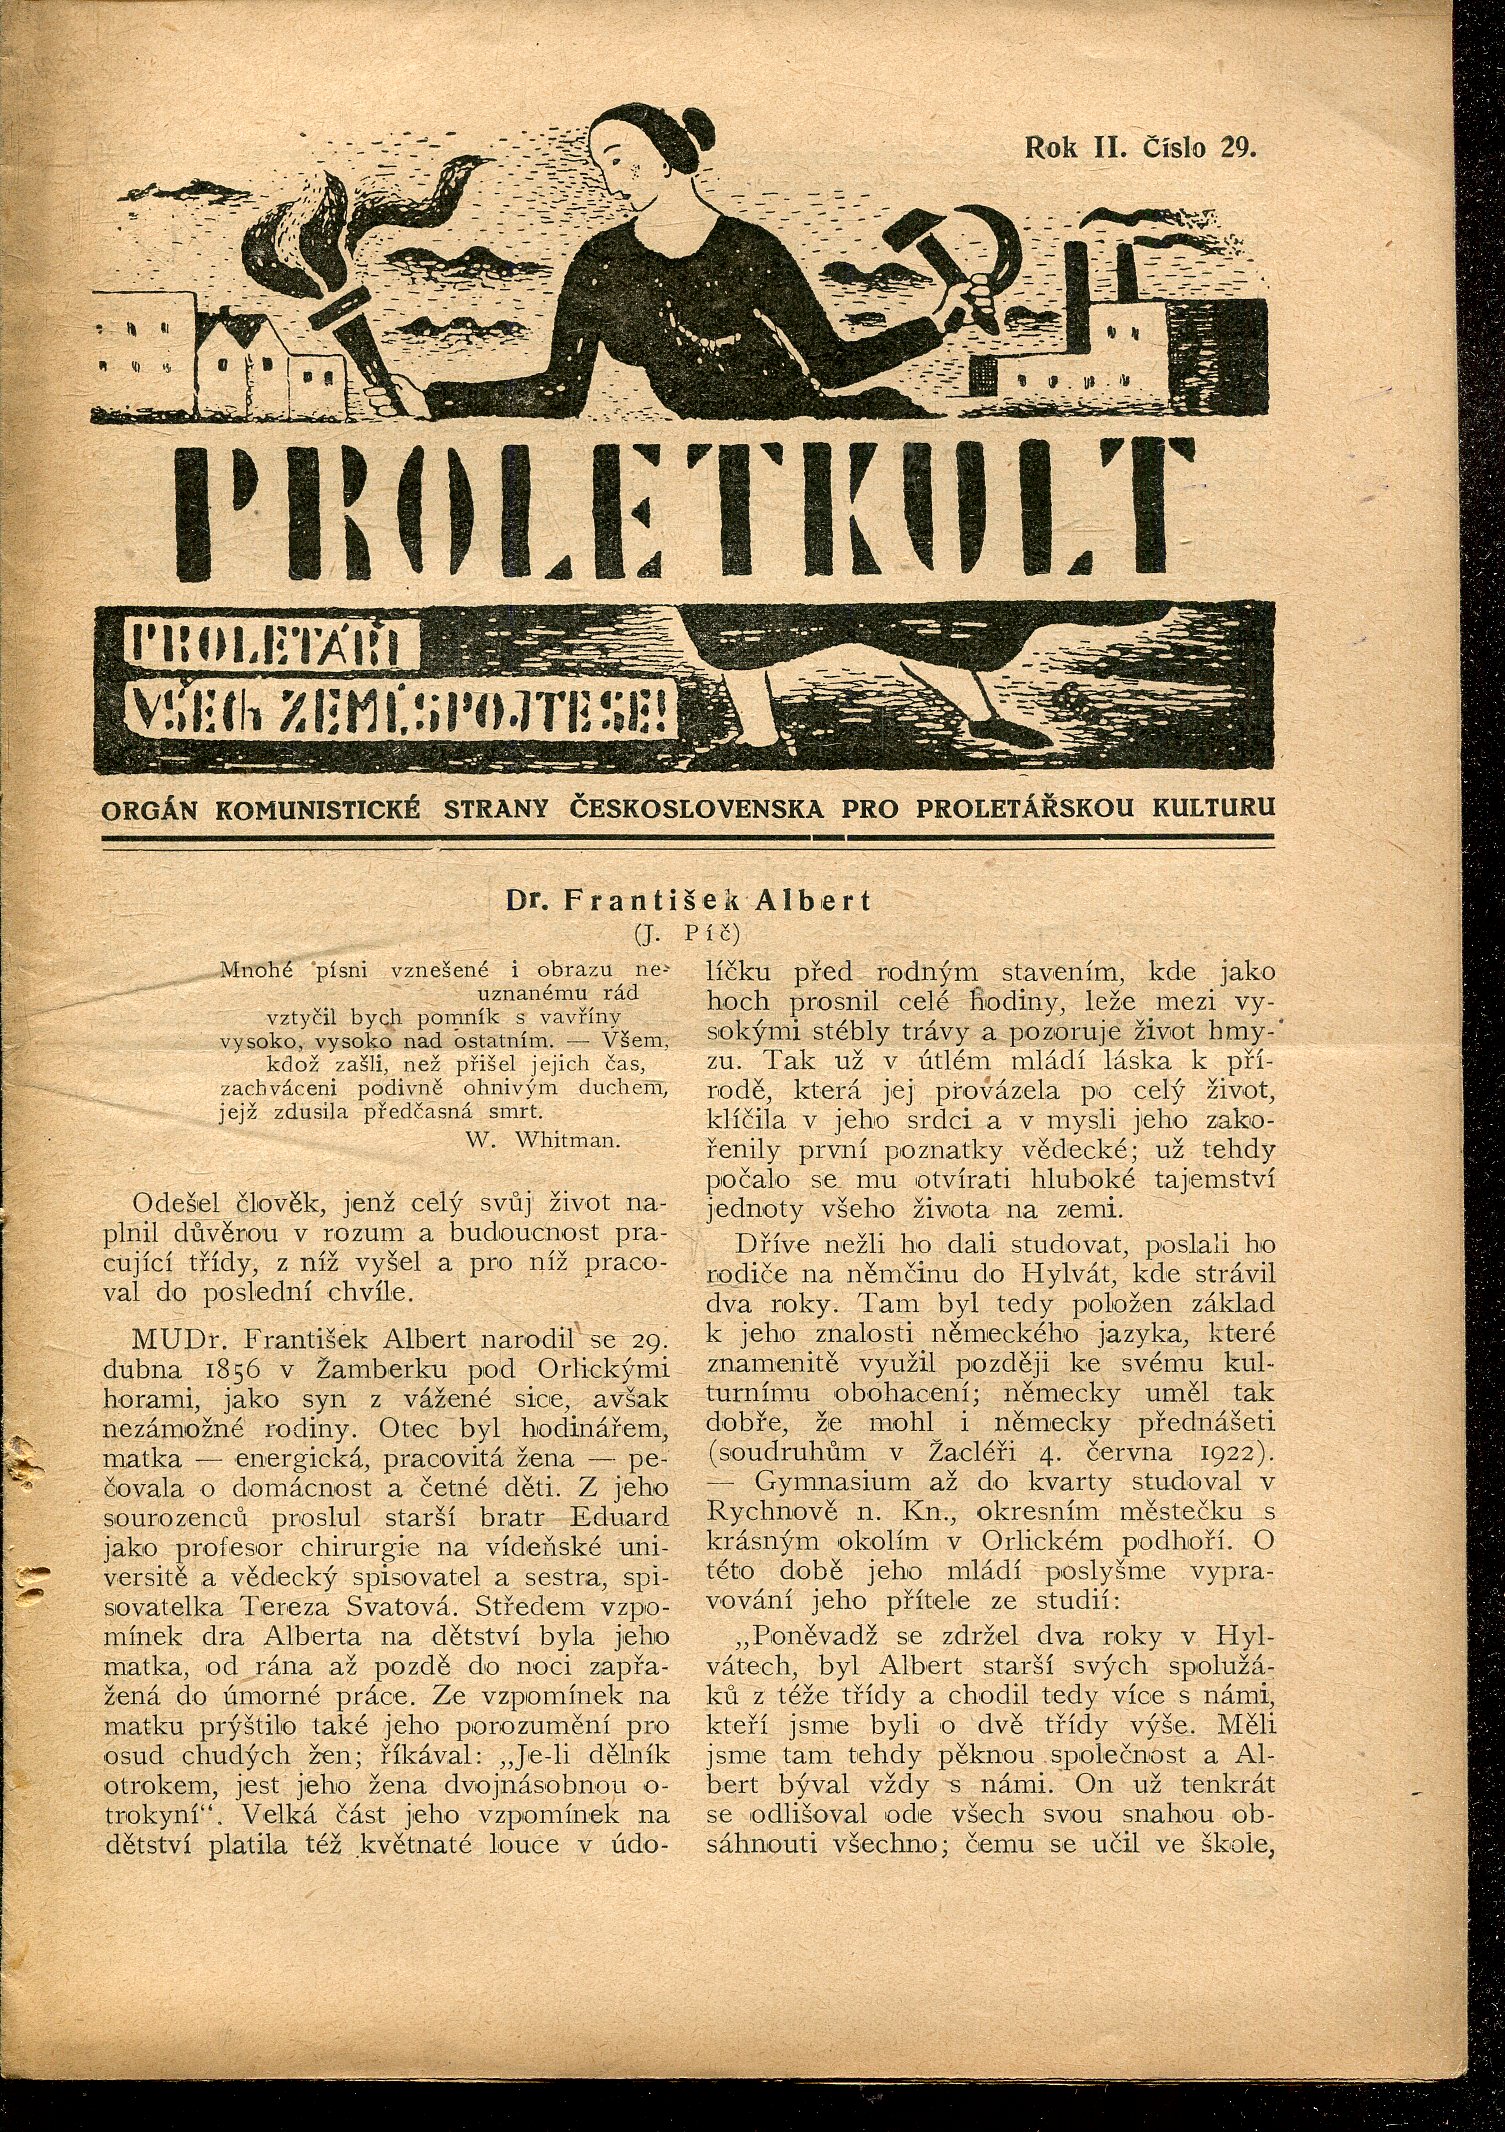 Rok II. Číslo 29.
PROLETKULT
PROLETÁŘI
VŠECH ZEMÍ, SPOJTE SE!
ORGÁN KOMUNISTICKÉ STRANY ČESKOSLOVENSKA PRO PROLETÁŘSKOU KULTURU
Dr. František Albert
(J. Píč)
Mnohé písni vznešené i obrazu ne-
uznanému rád
vztyčil bych pomník s vavříny
vysoko, vysoko nad ostatním. — Všem,
kdož zašli, než přišel jejich čas,
zachváceni podivně ohnivým duchem,
jejž zdusila předčasná smrt.
W. Whitman.
Odešel člověk, jenž celý svůj život na-
plnil důvěrou v rozum a budoucnost pra-
cující třídy, z níž vyšel a pro níž praco-
val do poslední chvíle.
MUDr. František Albert narodil se 29.
dubna 1856 v Žamberku pod Orlickými
horami, jako syn z vážené sice, avšak
nezámožné rodiny. Otec byl hodinářem,
matka — energická, pracovitá žena — pe-
čovala o domácnost a četné děti. Z jeho
sourozenců proslul starší bratr Eduard
jako profesor chirurgie na vídeňské uni-
versitě a vědecký spisovatel a sestra, spi-
sovatelka Tereza Svatová. Středem vzpo-
mínek dra Alberta na dětství byla jeho
matka, od rána až pozdě do noci zapřa-
žená do úmorné práce. Ze vzpomínek na
matku prýštilo také jeho porozumění pro
osud chudých žen; říkával: „Je-li dělník
otrokem, jest jeho žena dvojnásobnou o-
trokyní“. Velká část jeho vzpomínek na
dětství platila též květnaté louce v údo-
líčku před rodným stavením, kde jako
hoch prosnil celé hodiny, leže mezi vy-
sokými stébly trávy a pozoruje život hmy-
zu. Tak už v útlém mládí láska k pří-
rodě, která jej provázela po celý život,
klíčila v jeho srdci a v mysli jeho zako-
řenily první poznatky vědecké; už tehdy
počalo se mu otvírati hluboké tajemství
jednoty všeho života na zemi.
Dříve nežli ho dali studovat, poslali ho
rodiče na němčinu do Hylvát, kde strávil
dva roky. Tam byl tedy položen základ
k jeho znalosti německého jazyka, které
znamenitě využil později ke svému kul-
turnímu obohacení; německy uměl tak
dobře, že mohl i německy přednášeti
(soudruhům v Žacléři 4. června 1922).
— Gymnasium až do kvarty studoval v
Rychnově n. Kn., okresním městečku s
krásným okolím v Orlickém podhoří. O
této době jeho mládí poslyšme vypra-
vování jeho přítele ze studií:
„Poněvadž se zdržel dva roky v Hyl-
vátech, byl Albert starší svých spolužá-
ků z téže třídy a chodil tedy více s námi,
kteří jsme byli o dvě třídy výše. Měli
jsme tam tehdy pěknou společnost a Al-
bert býval vždy s námi. On už tenkrát
se odlišoval ode všech svou snahou ob-
sáhnouti všechno; čemu se učil ve škole,